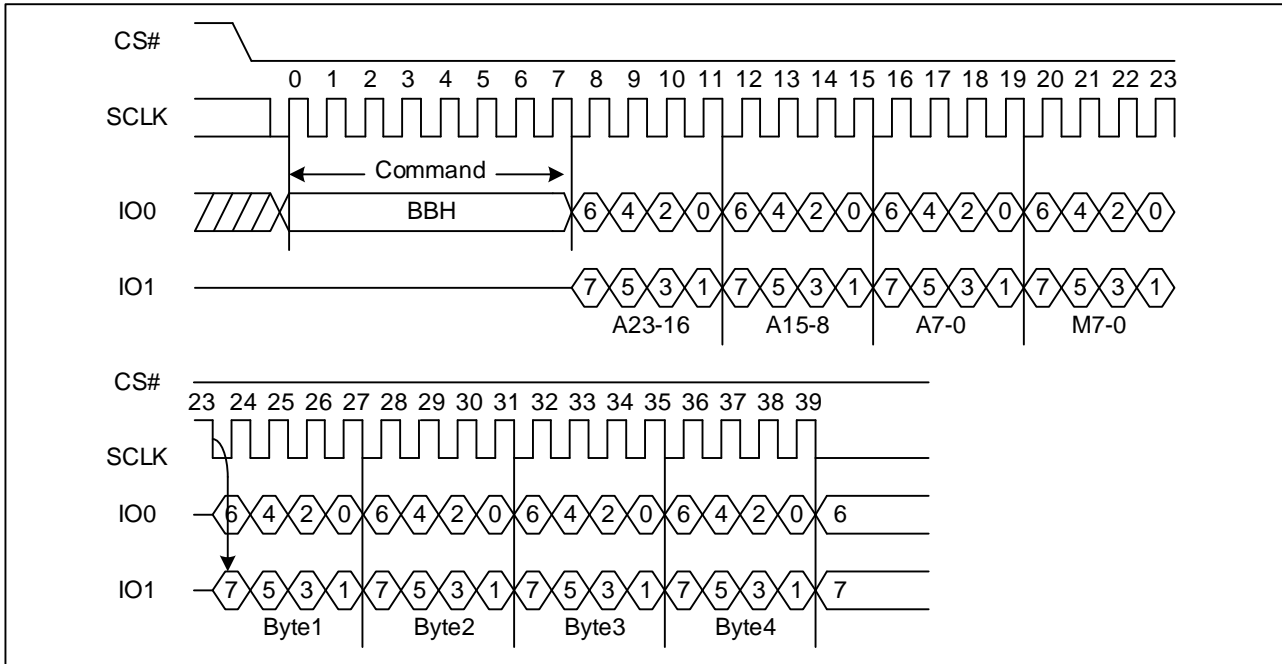 CS#
0 1 2 3 4 5 6 7 8 9 10 11 12 13 14 15 16 17 18 19 20 21 22 23
SCLK
Command
IO0 BBH 6 4 2 0 6 4 2 0 6 4 2 0 6 4 2 0
IO1 7 5 3 1 7 5 3 1 7 5 3 1 7 5 3 1
A23-16 A15-8 A7-0 M7-0
CS#
23 24 25 26 27 28 29 30 31 32 33 34 35 36 37 38 39
SCLK
IO0 6 4 2 0 6 4 2 0 6 4 2 0 6 4 2 0 6
IO1 7 5 3 1 7 5 3 1 7 5 3 1 7 5 3 1 7
Byte1 Byte2 Byte3 Byte4